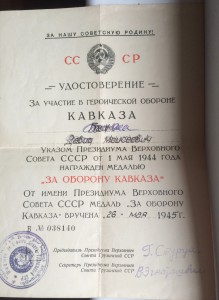 ЗА НАШУ СОВЕТСКУЮ РОДИНУ!
СС СР
УДОСТОВЕРЕНИЕ
ЗА УЧАСТИЕ В ГЕРОИЧЕСКОЙ ОБОРОНЕ
КАВКАЗА
Моисеевич
УКАЗОМ ПРЕЗИДИУМА ВЕРХОВНОГО
СОВЕТА СССР ОТ 1 МАЯ 1944 ГОДА
НАГРАЖДЕН МЕДАЛЬЮ
"ЗА ОБОРОНУ КАВКАЗА"
ОТ ИМЕНИ ПРЕЗИДИУМА ВЕРХОВНОГО
СОВЕТА СССР МЕДАЛЬ „ЗА ОБОРОНУ
КАВКАЗА" ВРУЧЕНА 26 - мая 1945 г.
В № 038140
Председатель Президиума Верховного
Совета Грузинской ССР
Секретарь Президиума Верховного
Совета Грузинской ССР